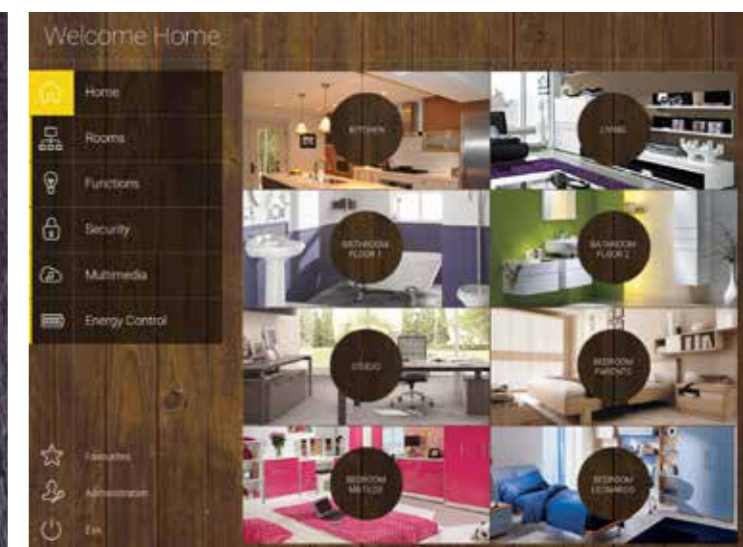 Welcome Home
Home
Rooms
Functions
Security
Multimedia
Energy Control
Favourites
Administration
Exit
KITCHEN
LIVING
BATHROOM
FLOOR 1
BATHROOM
FLOOR 2
STUDIO
BEDROOM
PARENTS
BEDROOM
MATILDE
BEDROOM
LEONARDO